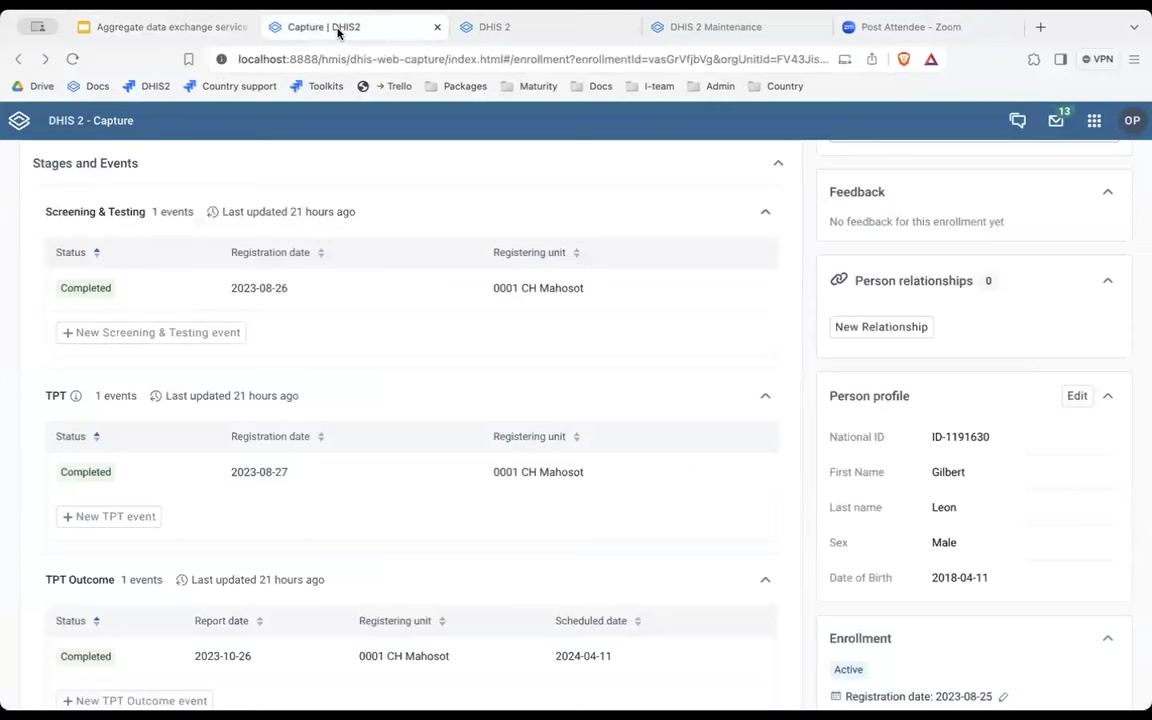 Aggregate data exchange servic
Capture | DHIS2
DHIS 2
DHIS 2 Maintenance
Post Attendee – Zoom
localhost:8888/hmis/dhis-web-capture/index.html#/enrollment?enrollmentId=vasGrVfjbVg&orgUnitId=FV43Jis...
VPN
Drive
Docs
DHIS2
Country support
Toolkits
→ Trello
Packages
Maturity
Docs
I-team
Admin
Country
DHIS 2 - Capture
13
OP
Stages and Events
Screening & Testing 1 events Last updated 21 hours ago
Status Registration date Registering unit
Completed 2023-08-26 0001 CH Mahosot
+ New Screening & Testing event
TPT 1 events Last updated 21 hours ago
Status Registration date Registering unit
Completed 2023-08-27 0001 CH Mahosot
+ New TPT event
TPT Outcome 1 events Last updated 21 hours ago
Status Report date Registering unit Scheduled date
Completed 2023-10-26 0001 CH Mahosot 2024-04-11
+ New TPT Outcome event
Feedback
No feedback for this enrollment yet
Person relationships 0
New Relationship
Person profile Edit
National ID ID-1191630
First Name Gilbert
Last name Leon
Sex Male
Date of Birth 2018-04-11
Enrollment
Active
Registration date: 2023-08-25